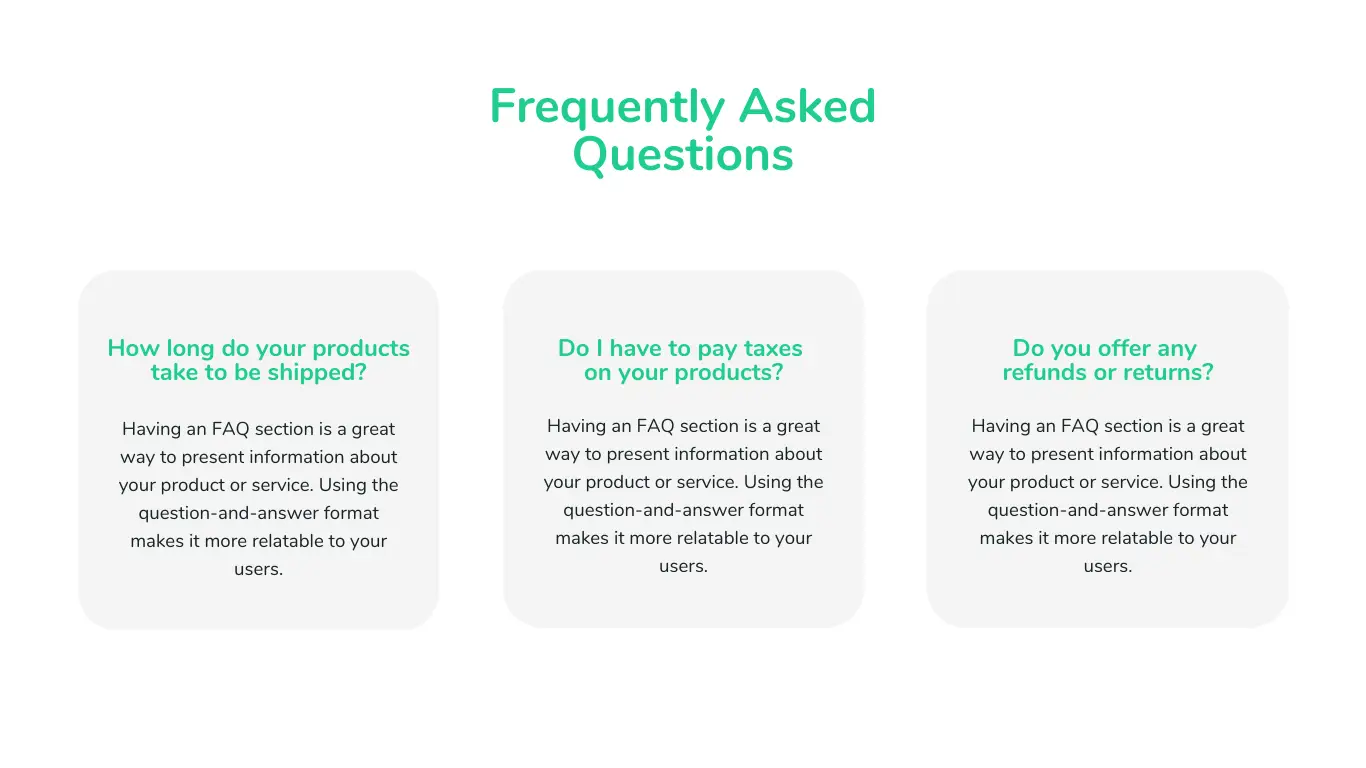 Frequently Asked
Questions
How long do your products
take to be shipped?
Having an FAQ section is a great
way to present information about
your product or service. Using the
question-and-answer format
makes it more relatable to your
users.
Do I have to pay taxes
on your products?
Having an FAQ section is a great
way to present information about
your product or service. Using the
question-and-answer format
makes it more relatable to your
users.
Do you offer any
refunds or returns?
Having an FAQ section is a great
way to present information about
your product or service. Using the
question-and-answer format
makes it more relatable to your
users.